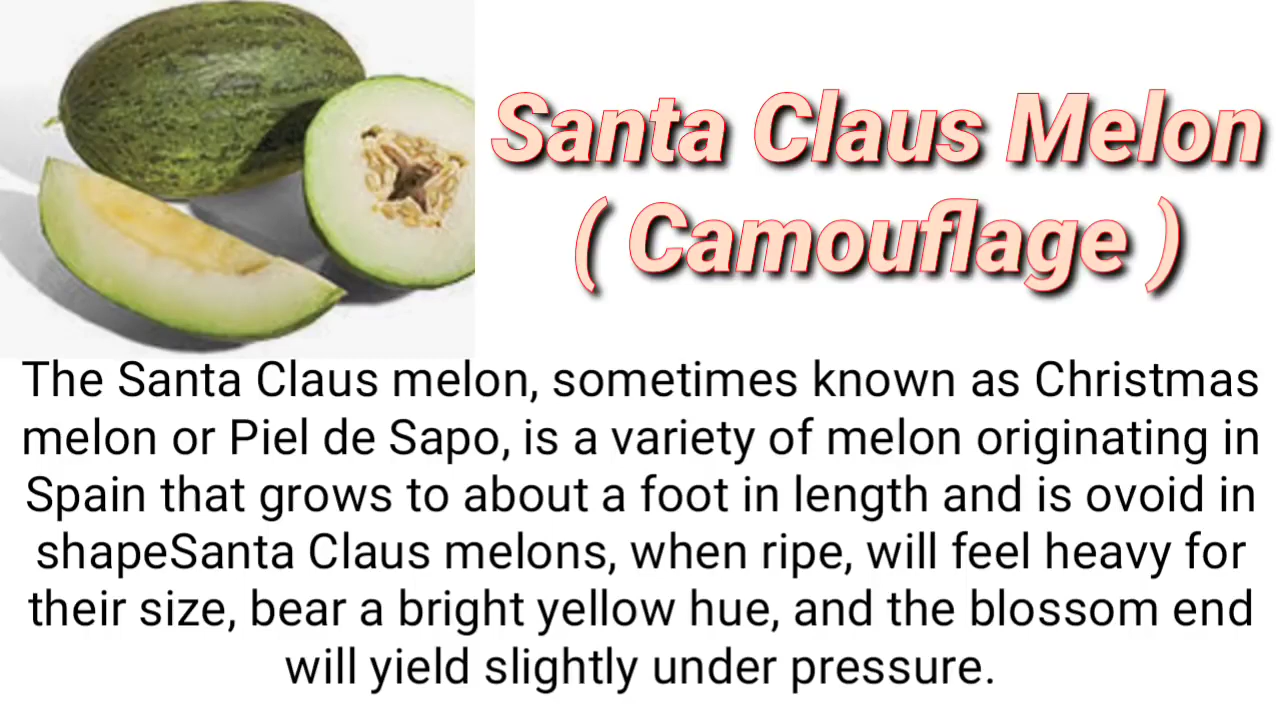 Santa Claus Melon
( Camouflage )
The Santa Claus melon, sometimes known as Christmas
melon or Piel de Sapo, is a variety of melon originating in
Spain that grows to about a foot in length and is ovoid in
shapeSanta Claus melons, when ripe, will feel heavy for
their size, bear a bright yellow hue, and the blossom end
will yield slightly under pressure.